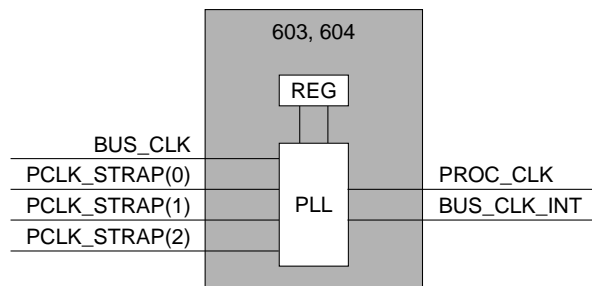 603, 604
REG
BUS_CLK
PCLK_STRAP(0)
PROC_CLK
PCLK_STRAP(1)
PLL
BUS_CLK_INT
PCLK_STRAP(2)